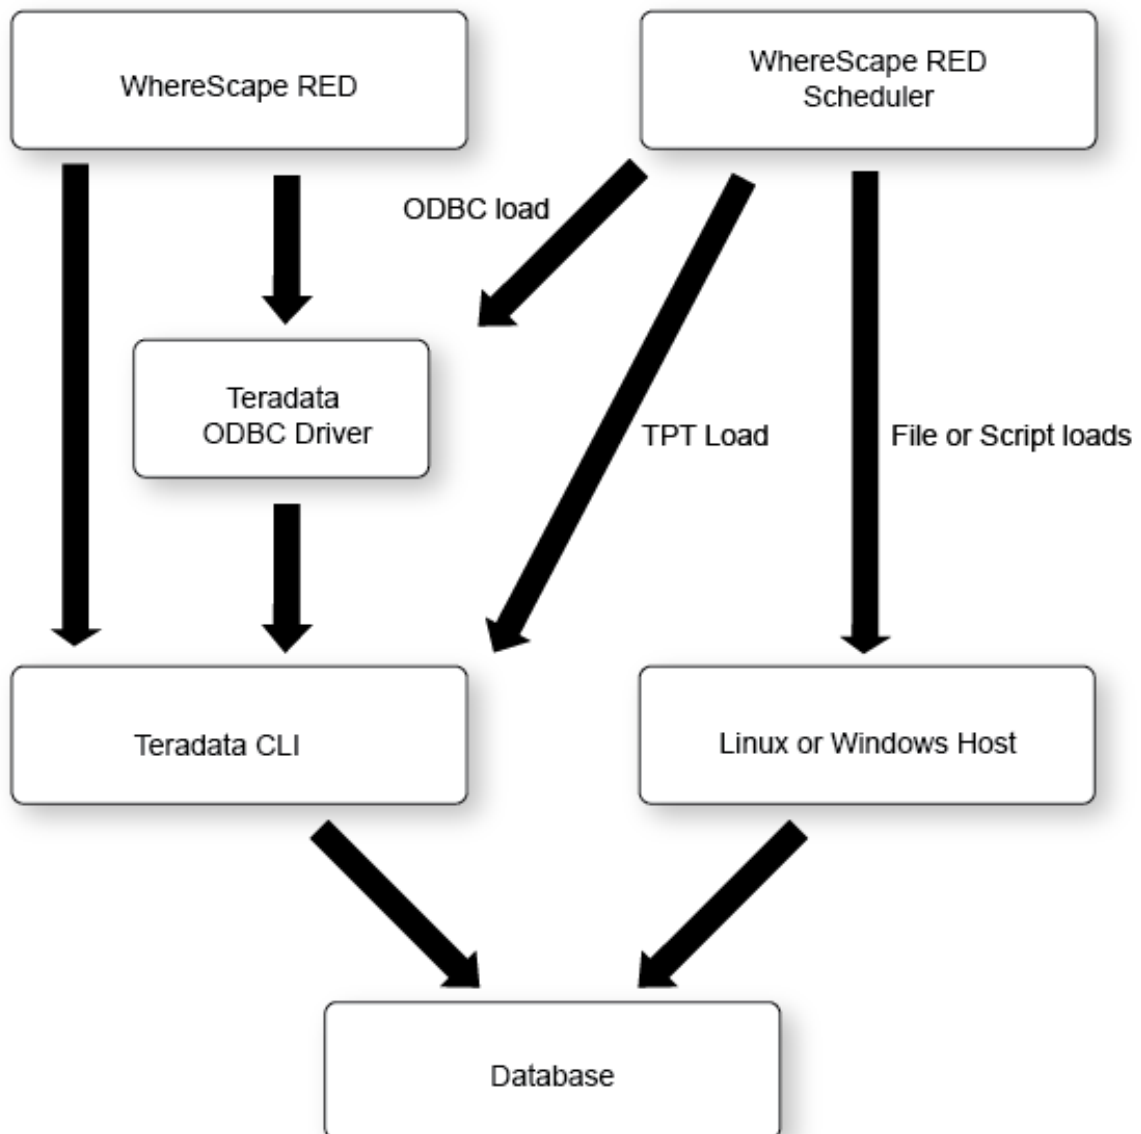 WhereScape RED
WhereScape RED
Scheduler
ODBC load
Teradata
ODBC Driver
TPT Load
File or Script loads
Teradata CLI
Linux or Windows Host
Database